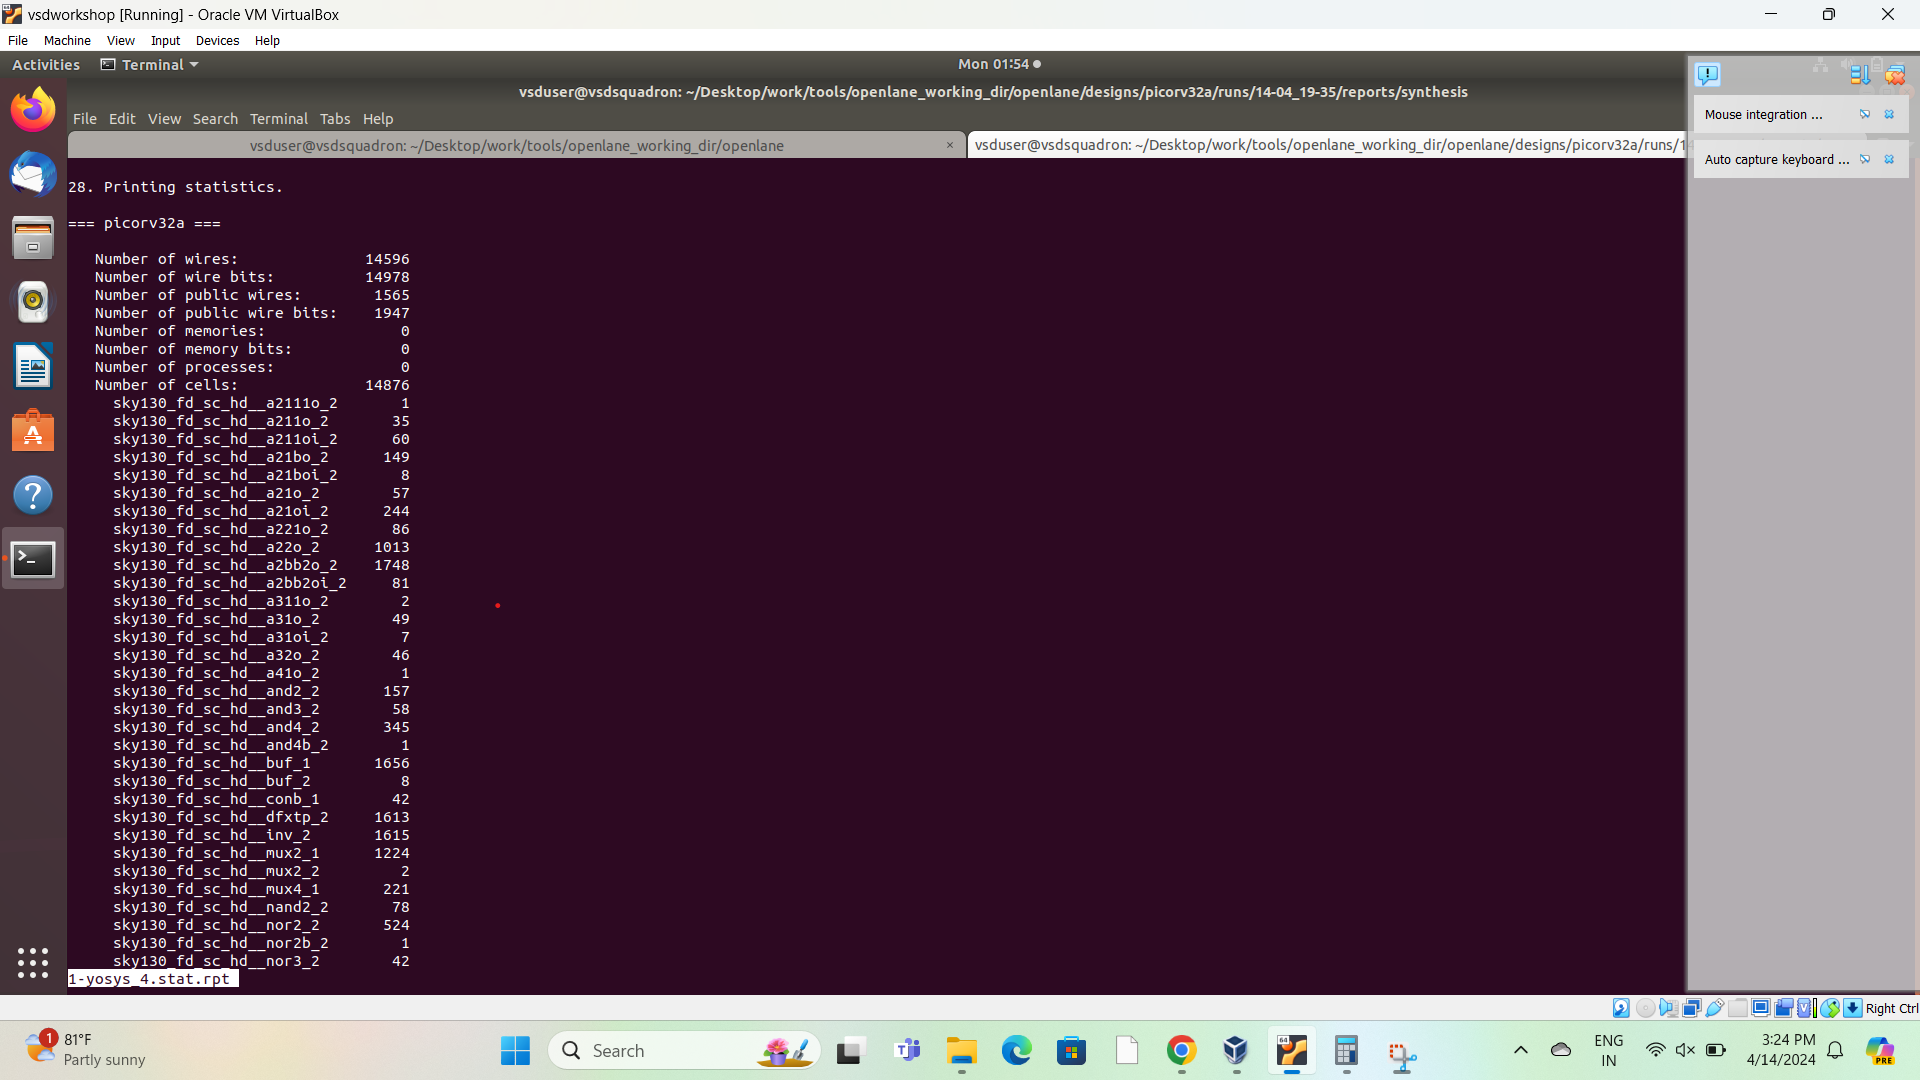 vsdworkshop [Running] - Oracle VM VirtualBox
File Machine View Input Devices Help
Activities Terminal Mon 01:54
vsduser@vsdsquadron: ~/Desktop/work/tools/openlane_working_dir/openlane/designs/picorv32a/runs/14-04_19-35/reports/synthesis
File Edit View Search Terminal Tabs Help
vsduser@vsdsquadron: ~/Desktop/work/tools/openlane_working_dir/openlane × vsduser@vsdsquadron: ~/Desktop/work/tools/openlane_working_dir/openlane/designs/picorv32a/runs/1
Mouse integration ...
Auto capture keyboard ...
28. Printing statistics.
=== picorv32a ===
Number of wires: 14596
Number of wire bits: 14978
Number of public wires: 1565
Number of public wire bits: 1947
Number of memories: 0
Number of memory bits: 0
Number of processes: 0
Number of cells: 14876
sky130_fd_sc_hd__a2111o_2 1
sky130_fd_sc_hd__a211o_2 35
sky130_fd_sc_hd__a211oi_2 60
sky130_fd_sc_hd__a21bo_2 149
sky130_fd_sc_hd__a21boi_2 8
sky130_fd_sc_hd__a21o_2 57
sky130_fd_sc_hd__a21oi_2 244
sky130_fd_sc_hd__a221o_2 86
sky130_fd_sc_hd__a22o_2 1013
sky130_fd_sc_hd__a2bb2o_2 1748
sky130_fd_sc_hd__a2bb2oi_2 81
sky130_fd_sc_hd__a311o_2 2
sky130_fd_sc_hd__a31o_2 49
sky130_fd_sc_hd__a31oi_2 7
sky130_fd_sc_hd__a32o_2 46
sky130_fd_sc_hd__a41o_2 1
sky130_fd_sc_hd__and2_2 157
sky130_fd_sc_hd__and3_2 58
sky130_fd_sc_hd__and4_2 345
sky130_fd_sc_hd__and4b_2 1
sky130_fd_sc_hd__buf_1 1656
sky130_fd_sc_hd__buf_2 8
sky130_fd_sc_hd__conb_1 42
sky130_fd_sc_hd__dfxtp_2 1613
sky130_fd_sc_hd__inv_2 1615
sky130_fd_sc_hd__mux2_1 1224
sky130_fd_sc_hd__mux2_2 2
sky130_fd_sc_hd__mux4_1 221
sky130_fd_sc_hd__nand2_2 78
sky130_fd_sc_hd__nor2_2 524
sky130_fd_sc_hd__nor2b_2 1
sky130_fd_sc_hd__nor3_2 42
1-yosys_4.stat.rpt
Right Ctrl
1
81°F
Partly sunny
Search
64
ENG
IN
3:24 PM
4/14/2024
PRE